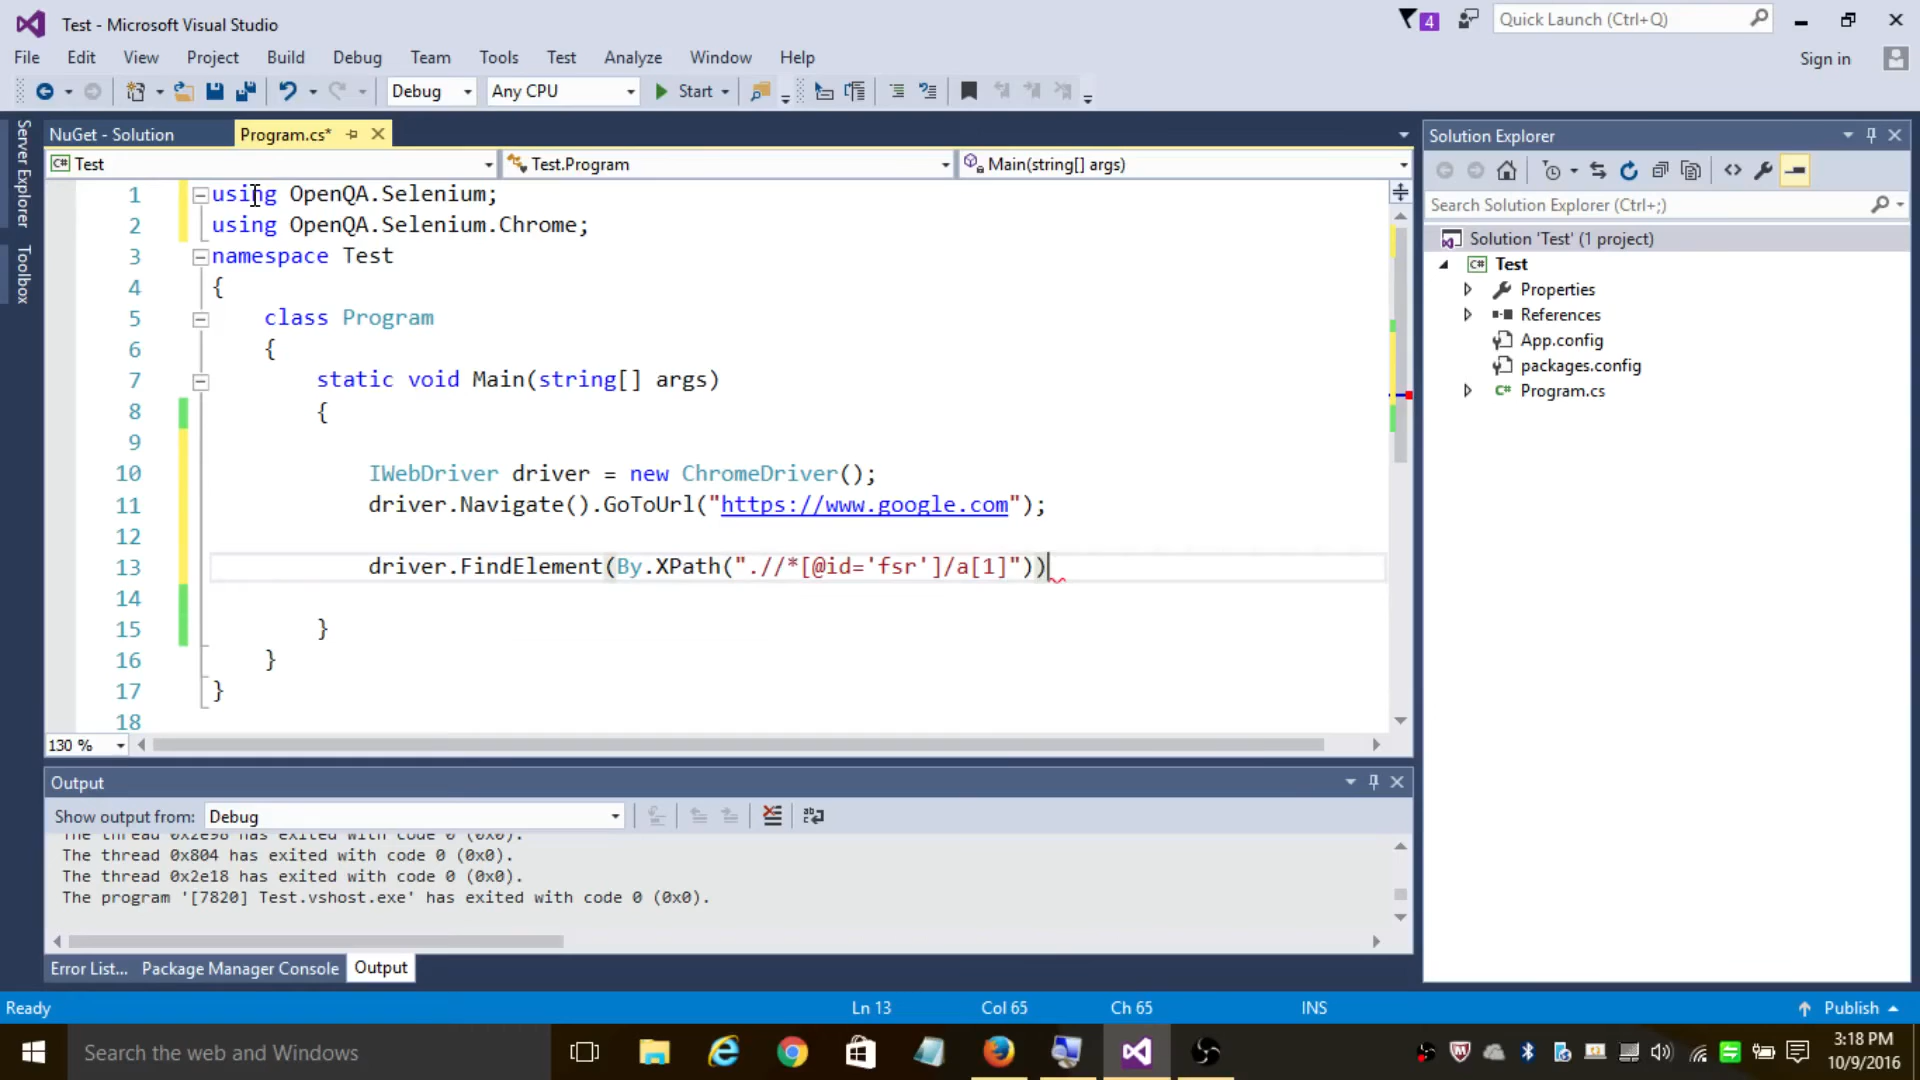 Test - Microsoft Visual Studio
4
Quick Launch (Ctrl+Q)
File Edit View Project Build Debug Team Tools Test Analyze Window Help
Sign in
Debug Any CPU Start
Server Explorer
Toolbox
NuGet - Solution Program.cs*
Test Test.Program Main(string[] args)
1 using OpenQA.Selenium;
2 using OpenQA.Selenium.Chrome;
3 namespace Test
4 {
5 class Program
6 {
7 static void Main(string[] args)
8 {
9
10 IWebDriver driver = new ChromeDriver();
11 driver.Navigate().GoToUrl("https://www.google.com");
12
13 driver.FindElement(By.XPath(".//*[@id='fsr']/a[1]"))
14
15 }
16 }
17 }
18
130 %
Solution Explorer
Search Solution Explorer (Ctrl+;)
Solution 'Test' (1 project)
C# Test
Properties
References
App.config
packages.config
C# Program.cs
Output
Show output from: Debug
The thread 0x2e98 has exited with code 0 (0x0).
The thread 0x804 has exited with code 0 (0x0).
The thread 0x2e18 has exited with code 0 (0x0).
The program '[7820] Test.vshost.exe' has exited with code 0 (0x0).
Error List... Package Manager Console Output
Ready Ln 13 Col 65 Ch 65 INS Publish
Search the web and Windows
3:18 PM
10/9/2016